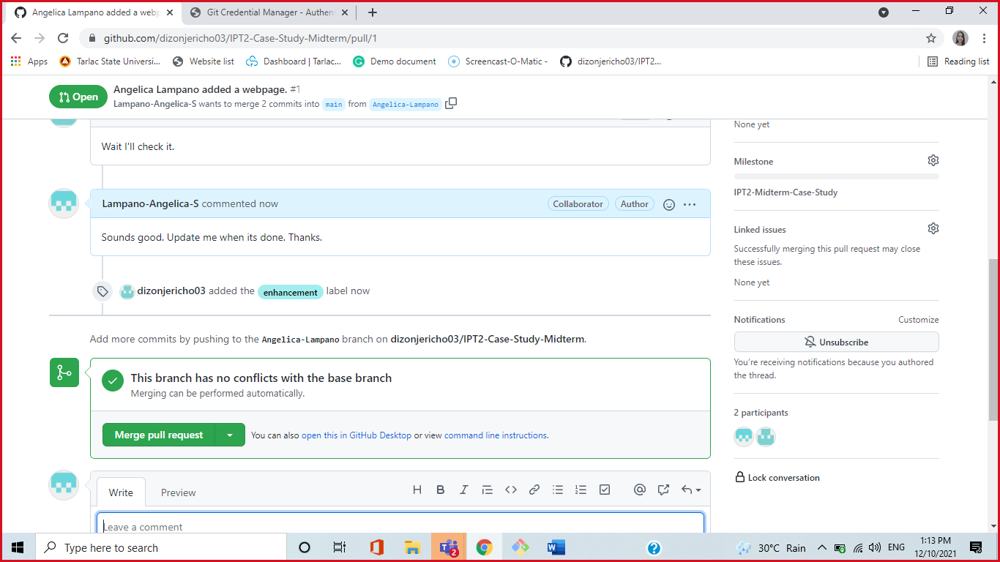 Angelica Lampano added a webp
Git Credential Manager - Authen
github.com/dizonjericho03/IPT2-Case-Study-Midterm/pull/1
Apps
Tarlac State Universi...
Website list
Dashboard | Tarlac...
Demo document
Screencast-O-Matic -
dizonjericho03/IPT2...
Reading list
Open
Angelica Lampano added a webpage. #1
Lampano-Angelica-S wants to merge 2 commits into main from Angelica-Lampano
Wait I'll check it.
Lampano-Angelica-S commented now
Collaborator
Author
Sounds good. Update me when its done. Thanks.
dizonjericho03 added the enhancement label now
Add more commits by pushing to the Angelica-Lampano branch on dizonjericho03/IPT2-Case-Study-Midterm.
This branch has no conflicts with the base branch
Merging can be performed automatically.
Merge pull request
You can also open this in GitHub Desktop or view command line instructions.
Write
Preview
Leave a comment
None yet
Milestone
IPT2-Midterm-Case-Study
Linked issues
Successfully merging this pull request may close
these issues.
None yet
Notifications
Customize
Unsubscribe
You're receiving notifications because you authored
the thread.
2 participants
Lock conversation
Type here to search
2
30°C Rain
ENG
1:13 PM
12/10/2021